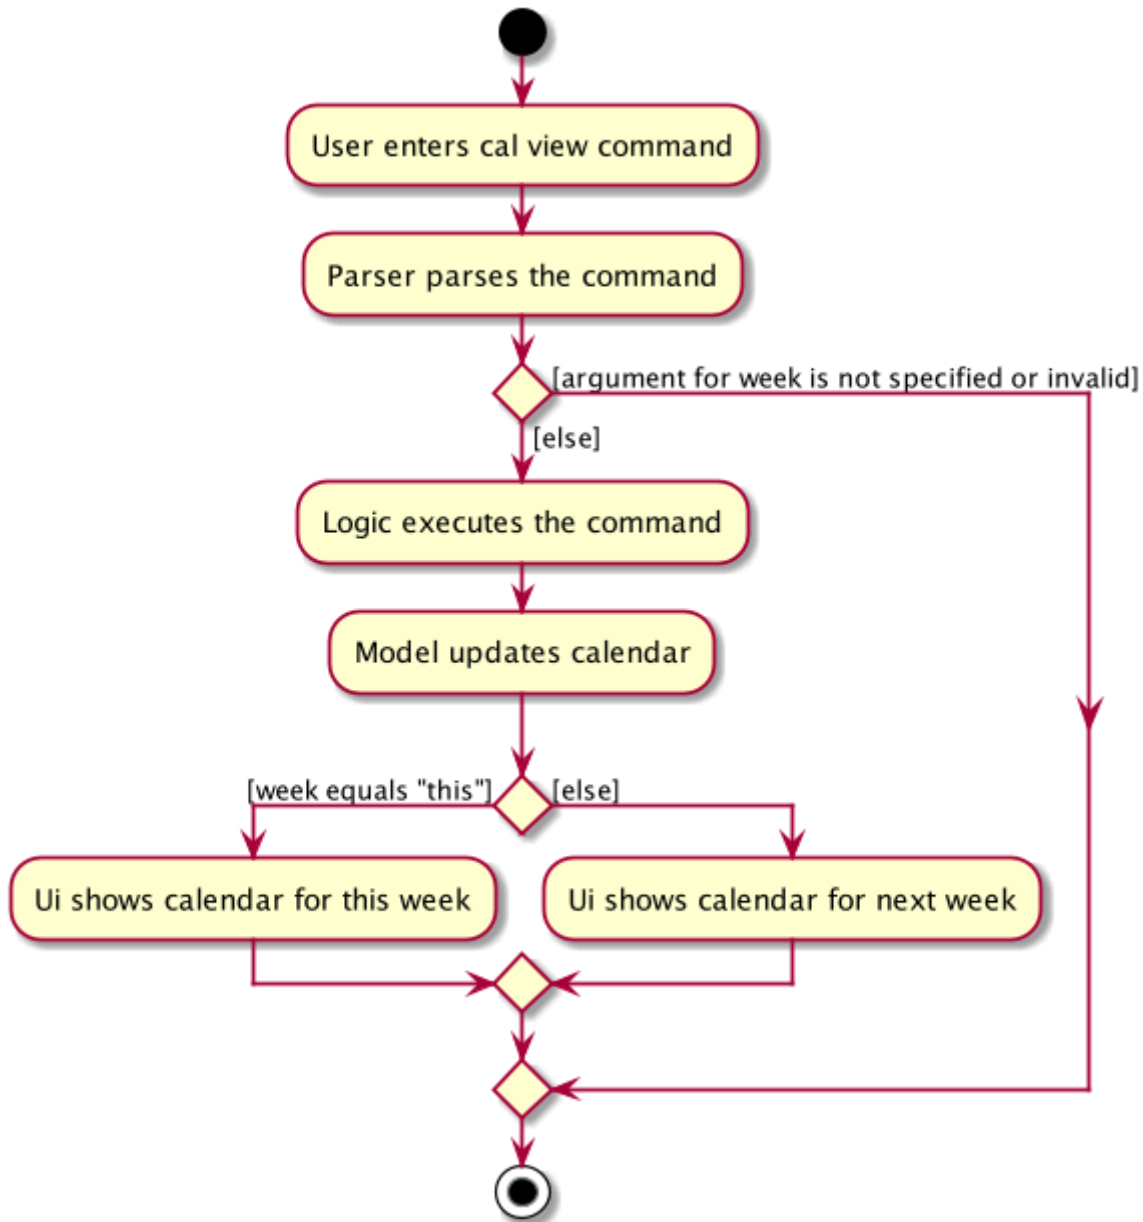 User enters cal view command
Parser parses the command
[argument for week is not specified or invalid]
[else]
Logic executes the command
Model updates calendar
[week equals "this"]
[else]
Ui shows calendar for this week
Ui shows calendar for next week